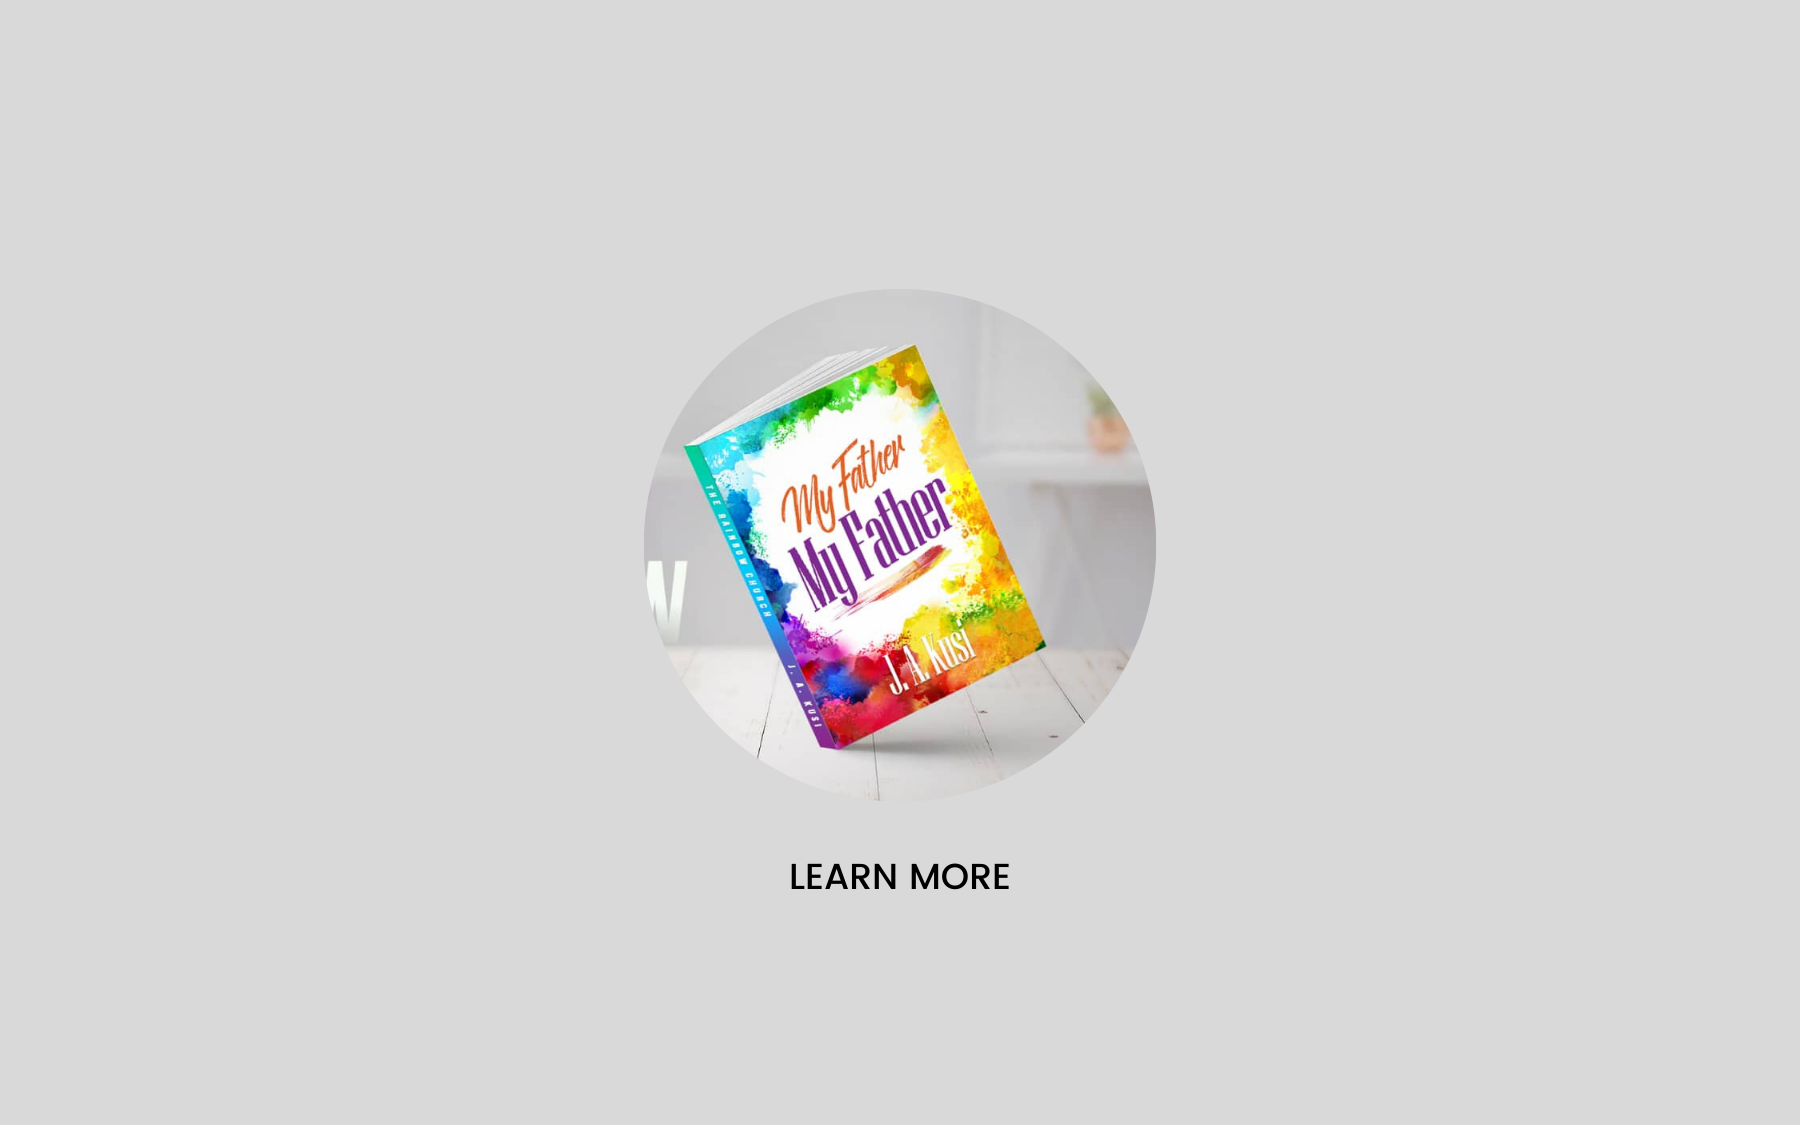 My Father
My Father
J. A. Kusi
THE RAINBOW CHURCH
J. A. KUSI
W
LEARN MORE